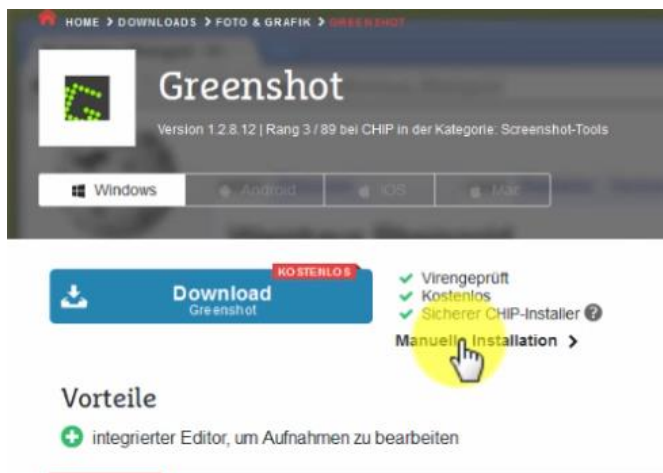 HOME > DOWNLOADS > FOTO & GRAFIK > GREENSHOT
Greenshot
Version 1.2.8.12 | Rang 3 / 89 bei CHIP in der Kategorie: Screenshot-Tools
Windows
Android
iOS
Mac
KOSTENLOS
Download
Greenshot
Virengeprüft
Kostenlos
Sicherer CHIP-Installer ?
Manuelle Installation >
Vorteile
integrierter Editor, um Aufnahmen zu bearbeiten